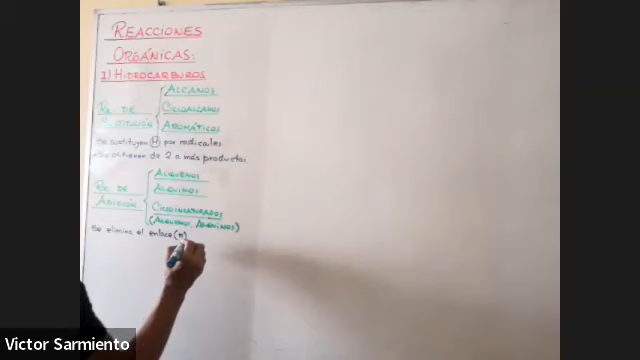 REACCIONES
ORGÁNICAS:
I) HIDROCARBUROS
ALCANOS
Rx DE CICLOALCANOS
SUSTITUCIÓN AROMÁTICOS
Se sustituyen H por radicales
Se obtienen de 2 a más productos
ALQUENOS
Rx DE ALQUINOS
ADICIÓN CICLOINSATURADOS
(ALQUENOS, ALQUINOS)
Se elimina el enlace (π)
Victor Sarmiento